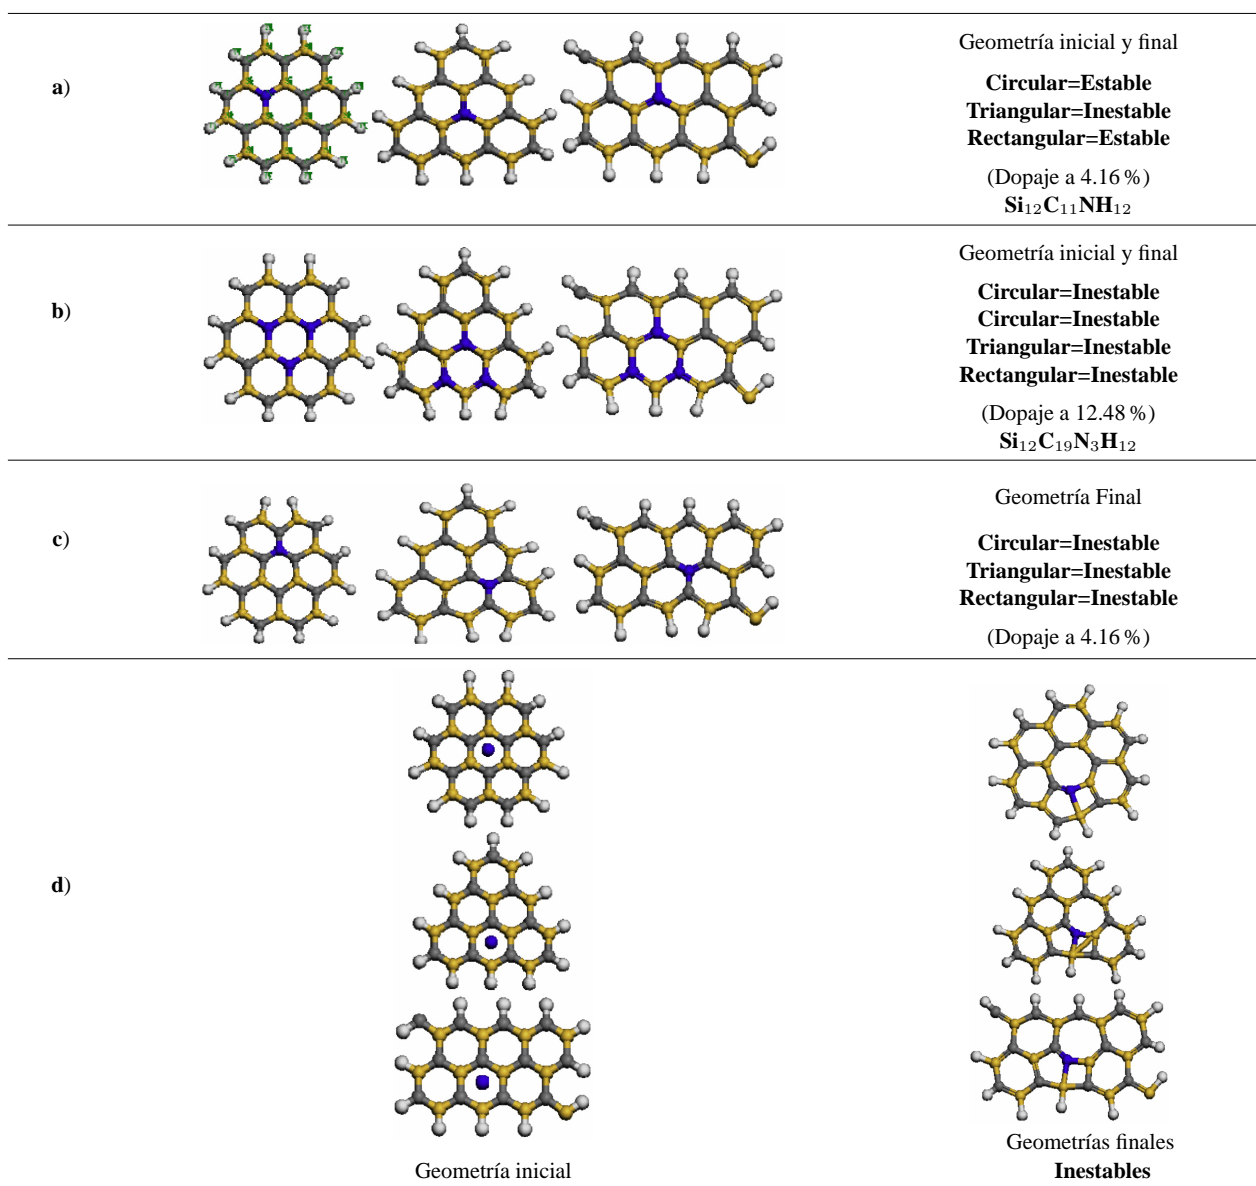 a)
Geometría inicial y final
Circular=Estable
Triangular=Inestable
Rectangular=Estable
(Dopaje a 4.16 %)
Si₁₂C₁₁NH₁₂
b)
Geometría inicial y final
Circular=Inestable
Circular=Inestable
Triangular=Inestable
Rectangular=Inestable
(Dopaje a 12.48 %)
Si₁₂C₁₉N₃H₁₂
c)
Geometría Final
Circular=Inestable
Triangular=Inestable
Rectangular=Inestable
(Dopaje a 4.16 %)
d)
Geometría inicial
Geometrías finales
Inestables